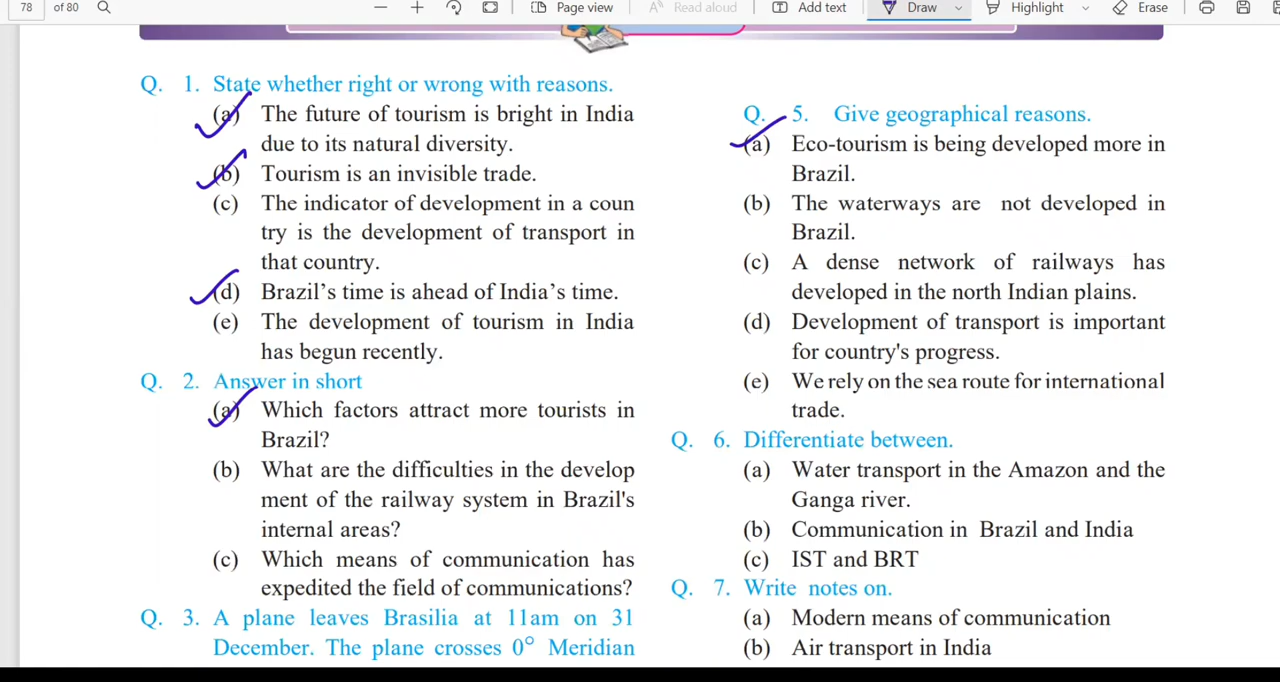 78 of 80 Page view Read aloud Add text Draw Highlight Erase
Q. 1. State whether right or wrong with reasons.
(a) The future of tourism is bright in India
due to its natural diversity.
(b) Tourism is an invisible trade.
(c) The indicator of development in a coun
try is the development of transport in
that country.
(d) Brazil's time is ahead of India's time.
(e) The development of tourism in India
has begun recently.
Q. 2. Answer in short
(a) Which factors attract more tourists in
Brazil?
(b) What are the difficulties in the develop
ment of the railway system in Brazil's
internal areas?
(c) Which means of communication has
expedited the field of communications?
Q. 3. A plane leaves Brasilia at 11am on 31
December. The plane crosses 0° Meridian
Q. 5. Give geographical reasons.
(a) Eco-tourism is being developed more in
Brazil.
(b) The waterways are not developed in
Brazil.
(c) A dense network of railways has
developed in the north Indian plains.
(d) Development of transport is important
for country's progress.
(e) We rely on the sea route for international
trade.
Q. 6. Differentiate between.
(a) Water transport in the Amazon and the
Ganga river.
(b) Communication in Brazil and India
(c) IST and BRT
Q. 7. Write notes on.
(a) Modern means of communication
(b) Air transport in India